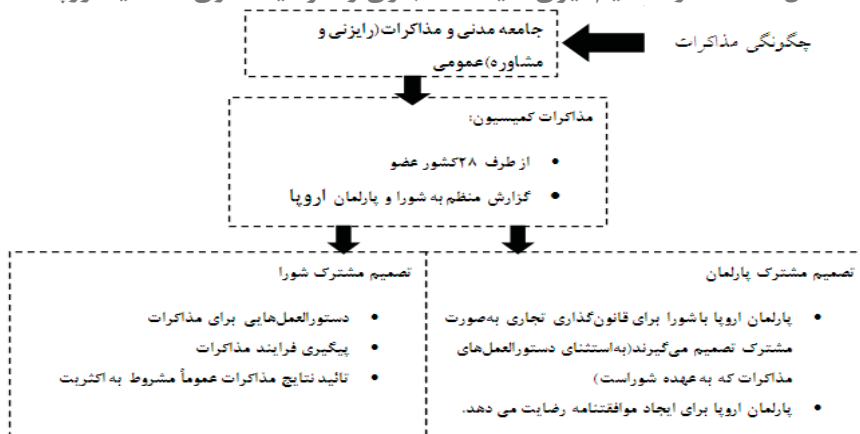 چگونگی مذاکرات
جامعه مدنی و مذاکرات(رایزنی و
مشاوره)عمومی
مذاکرات کمیسیون:
• از طرف ۲۸کشور عضو
• گزارش منظم به شورا و پارلمان اروپا
تصمیم مشترک پارلمان
• پارلمان اروپا باشورا برای قانون‌گذاری تجاری به‌صورت
مشترک تصمیم می‌گیرند(به‌استثنای دستورالعمل‌های
مذاکرات که به عهده شوراست)
• پارلمان اروپا برای ایجاد موافقتنامه رضایت می دهد.
تصمیم مشترک شورا
• دستورالعمل‌هایی برای مذاکرات
• پیگیری فرایند مذاکرات
• تائید نتایج مذاکرات عموماً مشروط به اکثریت